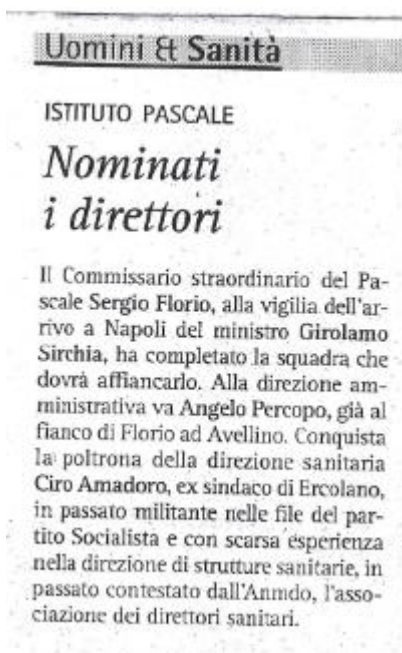 Uomini & Sanità
ISTITUTO PASCALE
Nominati
i direttori
Il Commissario straordinario del Pa-
scale Sergio Florio, alla vigilia dell'ar-
rivo a Napoli del ministro Girolamo
Sirchia, ha completato la squadra che
dovrà affiancarlo. Alla direzione am-
ministrativa va Angelo Percopo, già al
fianco di Florio ad Avellino. Conquista
la poltrona della direzione sanitaria
Ciro Amadoro, ex sindaco di Ercolano,
in passato militante nelle file del par-
tito Socialista e con scarsa esperienza
nella direzione di strutture sanitarie, in
passato contestato dall'Anmdo, l'asso-
ciazione dei direttori sanitari.